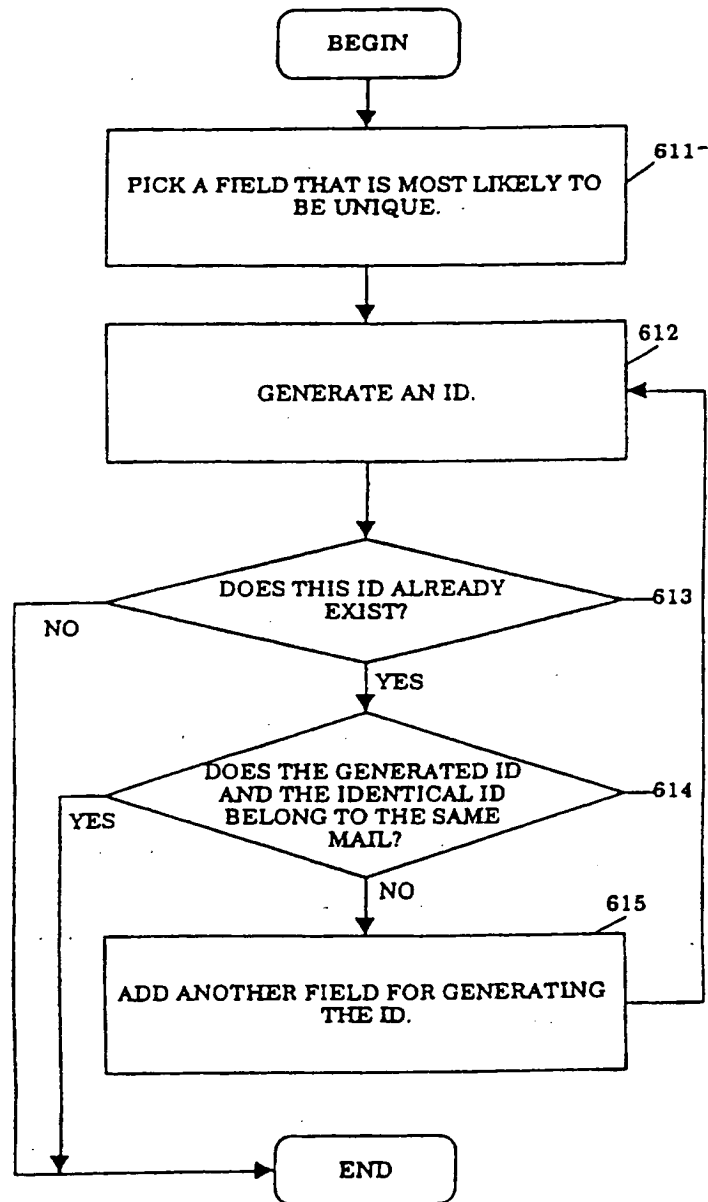 BEGIN
PICK A FIELD THAT IS MOST LIKELY TO
BE UNIQUE.
611
GENERATE AN ID.
612
DOES THIS ID ALREADY
EXIST?
613
NO
YES
DOES THE GENERATED ID
AND THE IDENTICAL ID
BELONG TO THE SAME
MAIL?
614
YES
NO
615
ADD ANOTHER FIELD FOR GENERATING
THE ID.
END